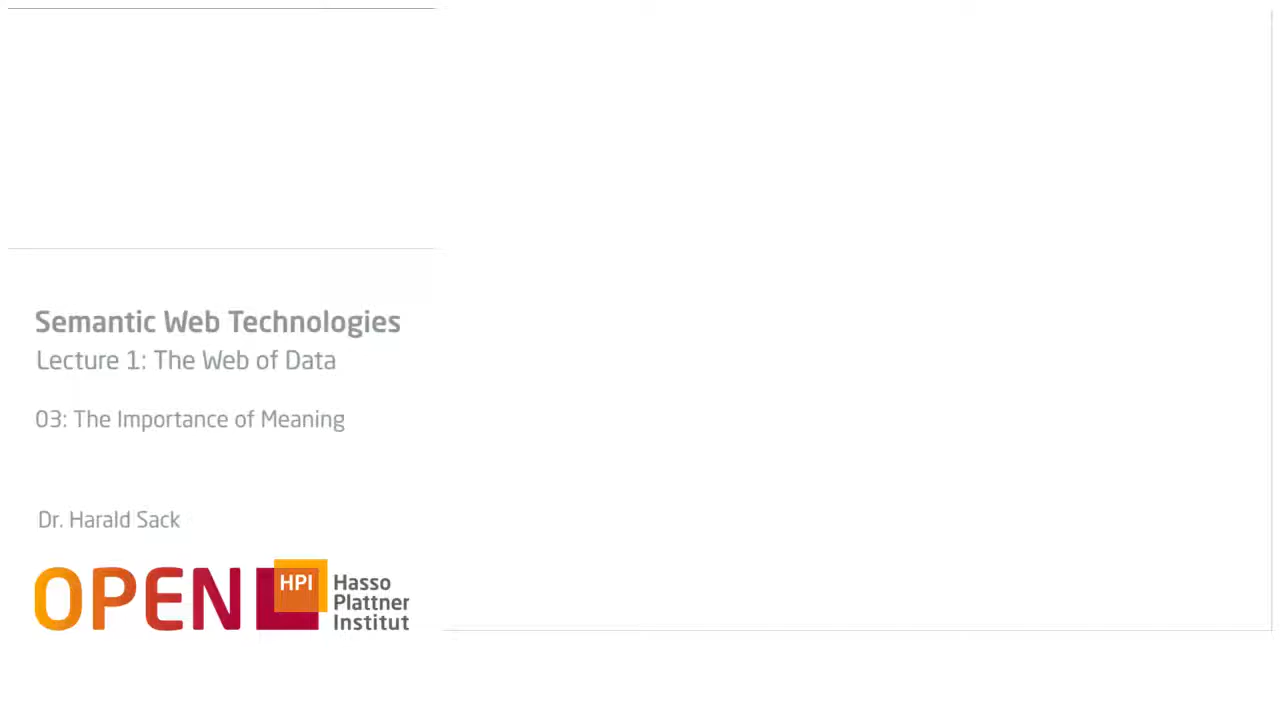 Semantic Web Technologies
Lecture 1: The Web of Data
03: The Importance of Meaning
Dr. Harald Sack
OPEN HPI Hasso
Plattner
Institut